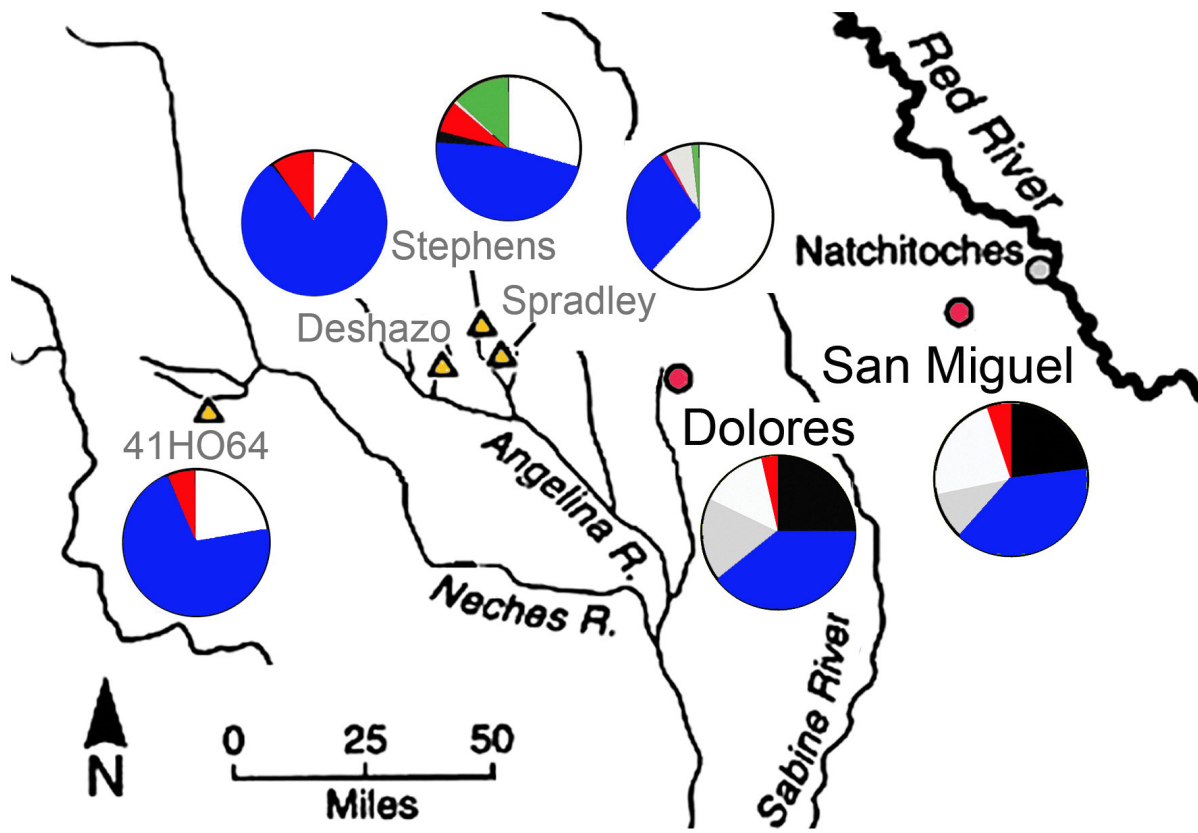 Red River
Natchitoches
Stephens
Spradley
Deshazo
San Miguel
Dolores
41HO64
Angelina R.
Neches R.
Sabine River
N
0 25 50
Miles